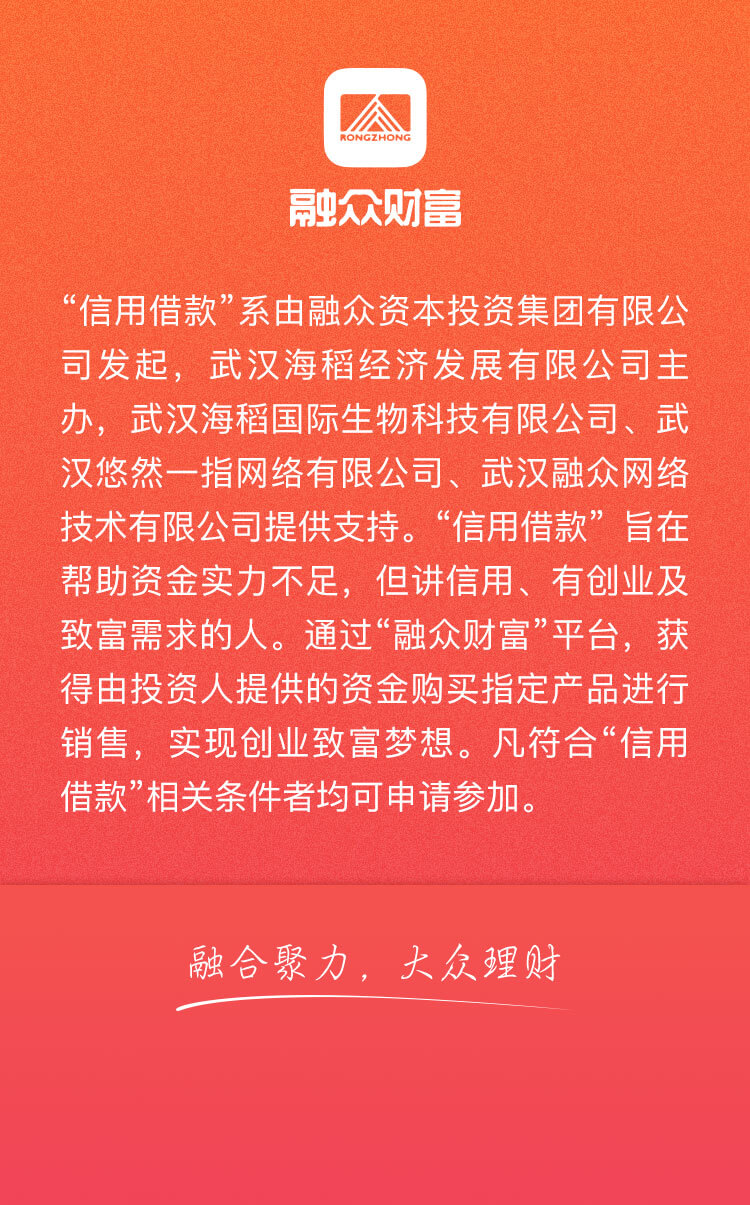 RONGZHONG
融众财富
“信用借款”系由融众资本投资集团有限公
司发起，武汉海稻经济发展有限公司主
办，武汉海稻国际生物科技有限公司、武
汉悠然一指网络有限公司、武汉融众网络
技术有限公司提供支持。“信用借款” 旨在
帮助资金实力不足，但讲信用、有创业及
致富需求的人。通过“融众财富”平台，获
得由投资人提供的资金购买指定产品进行
销售，实现创业致富梦想。凡符合“信用
借款”相关条件者均可申请参加。
融合聚力，大众理财